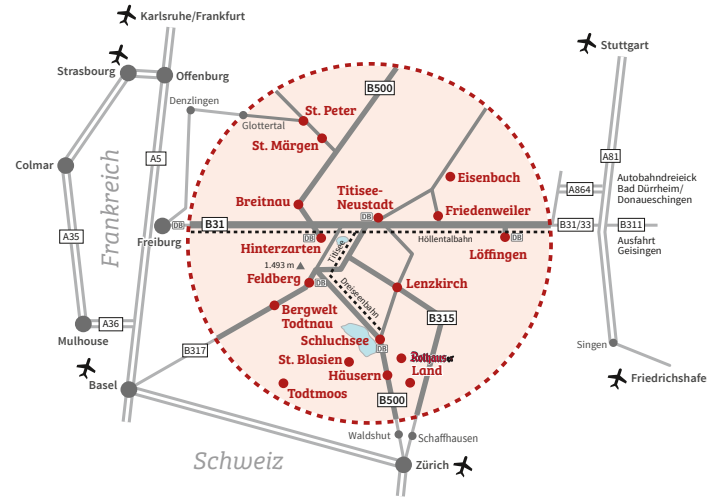 Karlsruhe/Frankfurt
Stuttgart
Strasbourg
Offenburg
B500
Denzlingen
St. Peter
Glottertal
St. Märgen
A5
A81
Frankreich
Colmar
Eisenbach
Autobahndreieick
Bad Dürrheim/
Donaueschingen
A864
Titisee-
Neustadt
Breitnau
DB
Friedenweiler
B31
B31/33
B311
DB
Freiburg
A35
DB
Hinterzarten
Höllentalbahn
DB
Löffingen
Ausfahrt
Geisingen
Titisee
1.493 m
Feldberg
DB
Dreiseenbahn
Lenzkirch
Bergwelt
Todtnau
A36
B315
Mulhouse
Schluchsee
DB
B317
Singen
St. Blasien
Land
Basel
Häusern
Friedrichshafe
Todtmoos
B500
Waldshut
Schaffhausen
Schweiz
Zürich